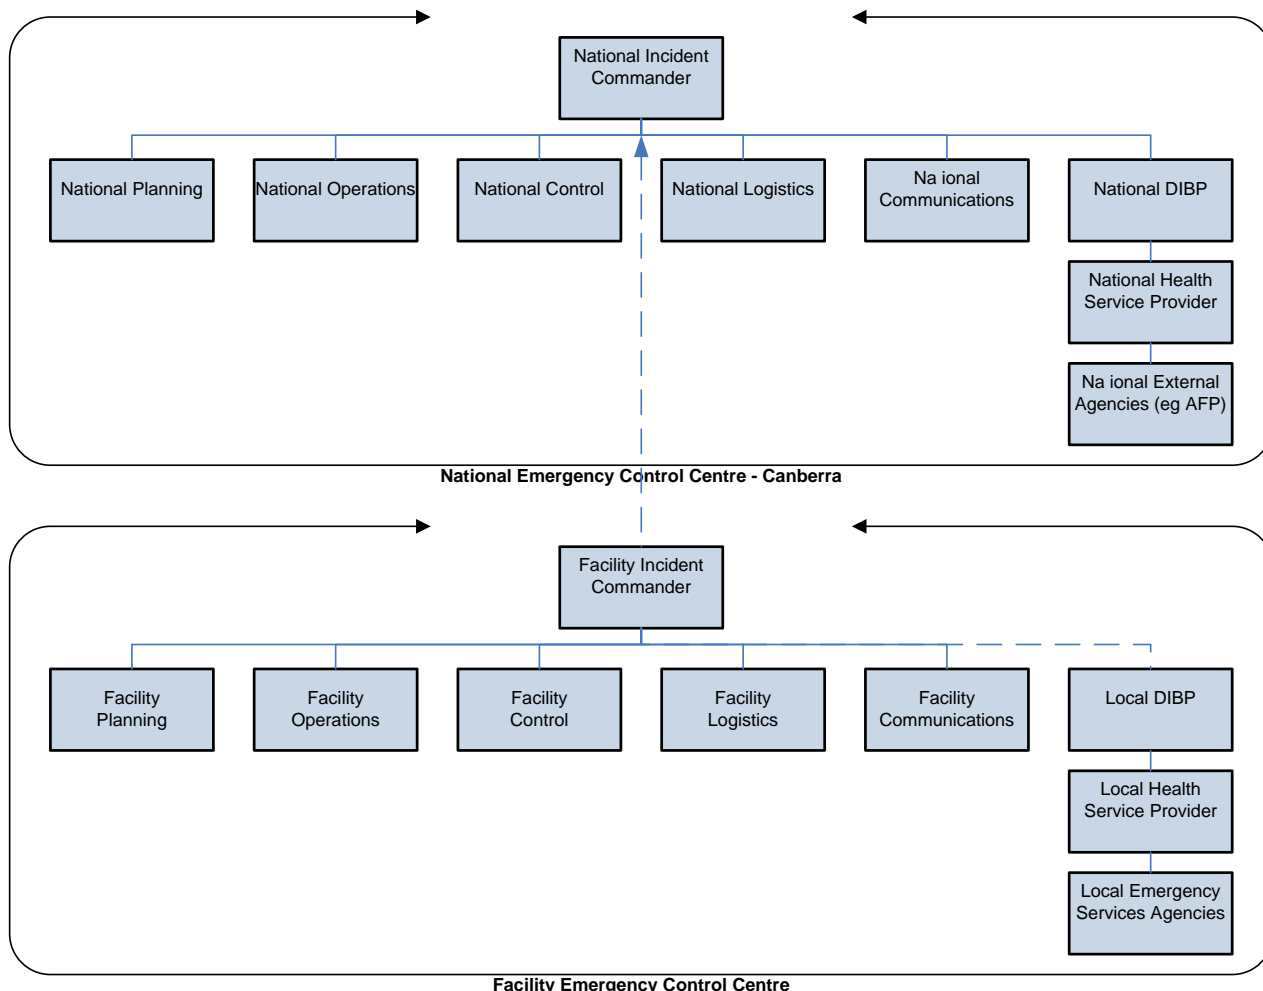 National Incident
Commander
National Planning
National Operations
National Control
National Logistics
Na ional
Communications
National DIBP
National Health
Service Provider
Na ional External
Agencies (eg AFP)
National Emergency Control Centre - Canberra
Facility Incident
Commander
Facility
Planning
Facility
Operations
Facility
Control
Facility
Logistics
Facility
Communications
Local DIBP
Local Health
Service Provider
Local Emergency
Services Agencies
Facility Emergency Control Centre